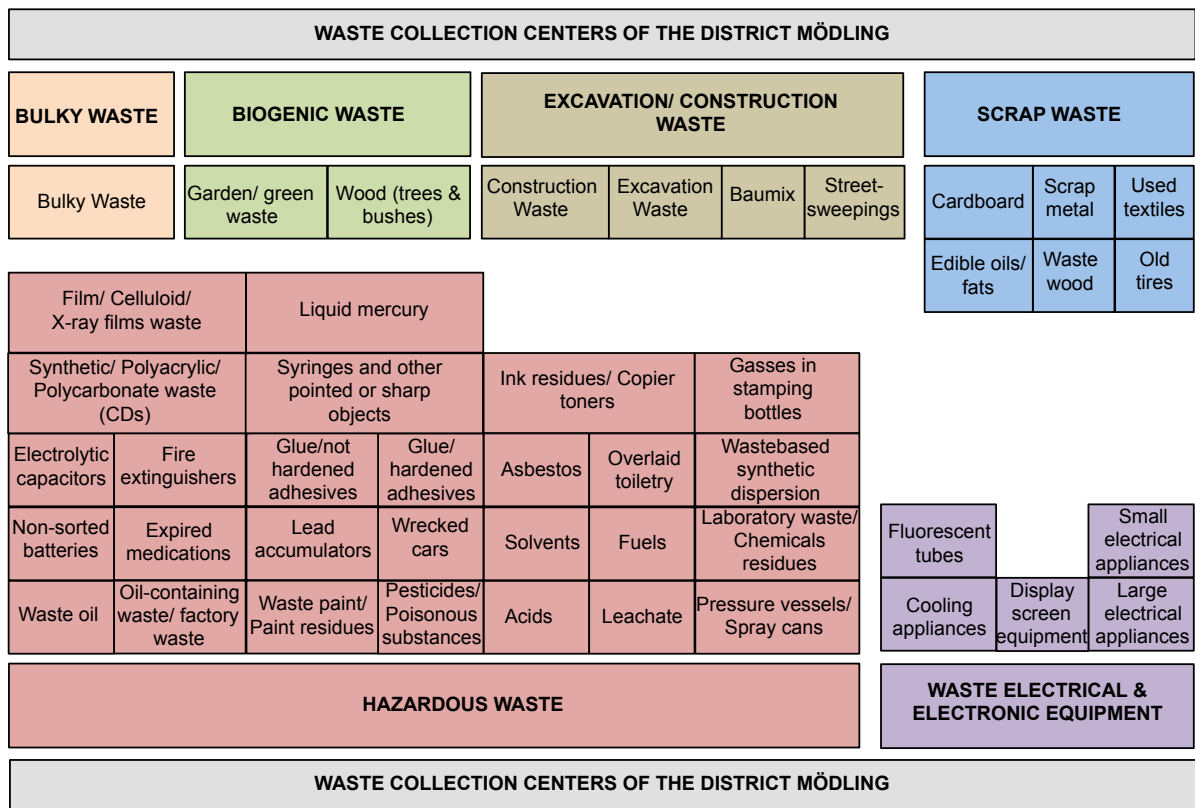 WASTE COLLECTION CENTERS OF THE DISTRICT MÖDLING
BULKY WASTE
BIOGENIC WASTE
EXCAVATION/ CONSTRUCTION
WASTE
SCRAP WASTE
Bulky Waste
Garden/ green
waste
Wood (trees &
bushes)
Construction
Waste
Excavation
Waste
Baumix
Street-
sweepings
Cardboard
Scrap
metal
Used
textiles
Edible oils/
fats
Waste
wood
Old
tires
Film/ Celluloid/
X-ray films waste
Liquid mercury
Synthetic/ Polyacrylic/
Polycarbonate waste
(CDs)
Syringes and other
pointed or sharp
objects
Ink residues/ Copier
toners
Gasses in
stamping
bottles
Electrolytic
capacitors
Fire
extinguishers
Glue/not
hardened
adhesives
Glue/
hardened
adhesives
Asbestos
Overlaid
toiletry
Wastebased
synthetic
dispersion
Non-sorted
batteries
Expired
medications
Lead
accumulators
Wrecked
cars
Solvents
Fuels
Laboratory waste/
Chemicals
residues
Fluorescent
tubes
Small
electrical
appliances
Waste oil
Oil-containing
waste/ factory
waste
Waste paint/
Paint residues
Pesticides/
Poisonous
substances
Acids
Leachate
Pressure vessels/
Spray cans
Cooling
appliances
Display
screen
equipment
Large
electrical
appliances
HAZARDOUS WASTE
WASTE ELECTRICAL &
ELECTRONIC EQUIPMENT
WASTE COLLECTION CENTERS OF THE DISTRICT MÖDLING